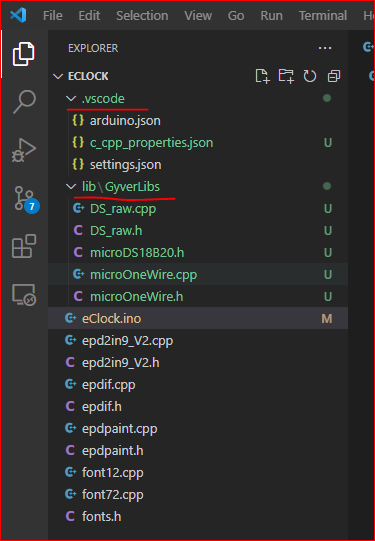 File Edit Selection View Go Run Terminal H
EXPLORER ...
ECLOCK
.vscode
{} arduino.json
{} c_cpp_properties.json U
{} settings.json
lib\GyverLibs
C++ DS_raw.cpp U
C DS_raw.h U
C microDS18B20.h U
C++ microOneWire.cpp U
C microOneWire.h U
7
C++ eClock.ino M
C++ epd2in9_V2.cpp
C epd2in9_V2.h
C++ epdif.cpp
C epdif.h
C++ epdpaint.cpp
C epdpaint.h
C++ font12.cpp
C++ font72.cpp
C fonts.h